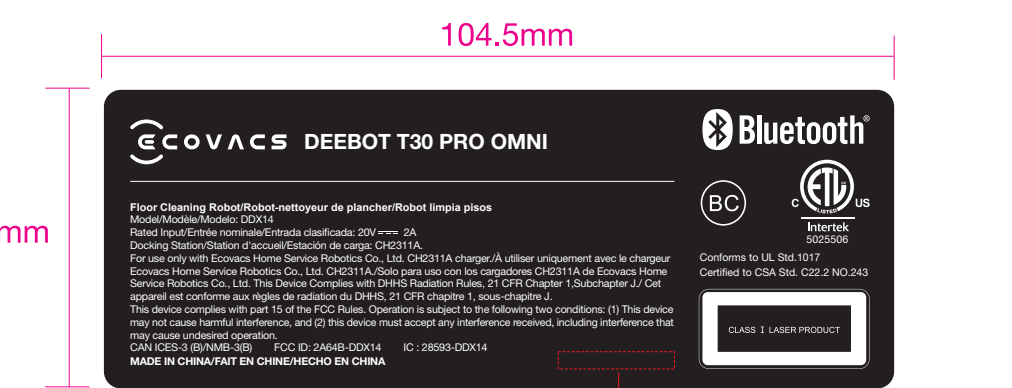 104.5mm
mm
ECOVACS DEEBOT T30 PRO OMNI
Floor Cleaning Robot/Robot-nettoyeur de plancher/Robot limpia pisos
Model/Modèle/Modelo: DDX14
Rated Input/Entrée nominale/Entrada clasificada: 20V⎓ 2A
Docking Station/Station d'accueil/Estación de carga: CH2311A.
For use only with Ecovacs Home Service Robotics Co., Ltd. CH2311A charger./À utiliser uniquement avec le chargeur
Ecovacs Home Service Robotics Co., Ltd. CH2311A./Solo para uso con los cargadores CH2311A de Ecovacs Home
Service Robotics Co., Ltd. This Device Complies with DHHS Radiation Rules, 21 CFR Chapter 1,Subchapter J./ Cet
appareil est conforme aux règles de radiation du DHHS, 21 CFR chapitre 1, sous-chapitre J.
This device complies with part 15 of the FCC Rules. Operation is subject to the following two conditions: (1) This device
may not cause harmful interference, and (2) this device must accept any interference received, including interference that
may cause undesired operation.
CAN ICES-3 (B)/NMB-3(B) FCC ID: 2A64B-DDX14 IC : 28593-DDX14
MADE IN CHINA/FAIT EN CHINE/HECHO EN CHINA
Bluetooth®
BC
C ETL US
LISTED
Intertek
5025506
Conforms to UL Std.1017
Certified to CSA Std. C22.2 NO.243
CLASS I LASER PRODUCT